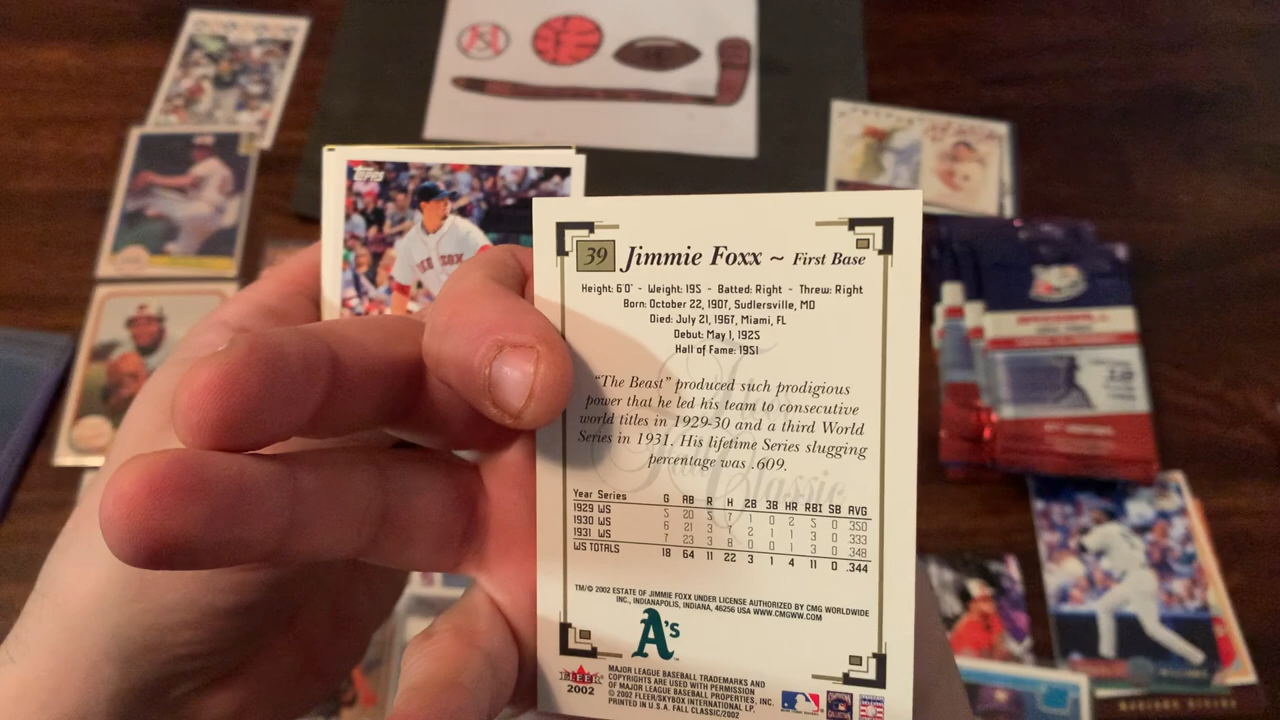 Topps
RED SOX
39 Jimmie Foxx ~ First Base
Height: 6'0" - Weight: 195 - Batted: Right - Threw: Right
Born: October 22, 1907, Sudlersville, MD
Died: July 21, 1967, Miami, FL
Debut: May 1, 1925
Hall of Fame: 1951
"The Beast" produced such prodigious
power that he led his team to consecutive
world titles in 1929-30 and a third World
Series in 1931. His lifetime Series slugging
percentage was .609.
Year Series G AB R H 2B 3B HR RBI SB AVG
1929 WS 5 20 5 7 1 0 2 5 0 .350
1930 WS 6 21 3 7 2 1 1 3 0 .333
1931 WS 7 23 3 8 0 0 1 3 0 .348
WS TOTALS 18 64 11 22 3 1 4 11 0 .344
TM/© 2002 ESTATE OF JIMMIE FOXX UNDER LICENSE AUTHORIZED BY CMG WORLDWIDE
INC., INDIANAPOLIS, INDIANA, 46256 USA WWW.CMGWW.COM
A's
FLEER
2002
MAJOR LEAGUE BASEBALL TRADEMARKS AND
COPYRIGHTS ARE USED WITH PERMISSION
OF MAJOR LEAGUE BASEBALL PROPERTIES, INC.
© 2002 FLEER/SKYBOX INTERNATIONAL LP.
PRINTED IN U.S.A. FALL CLASSIC/2002